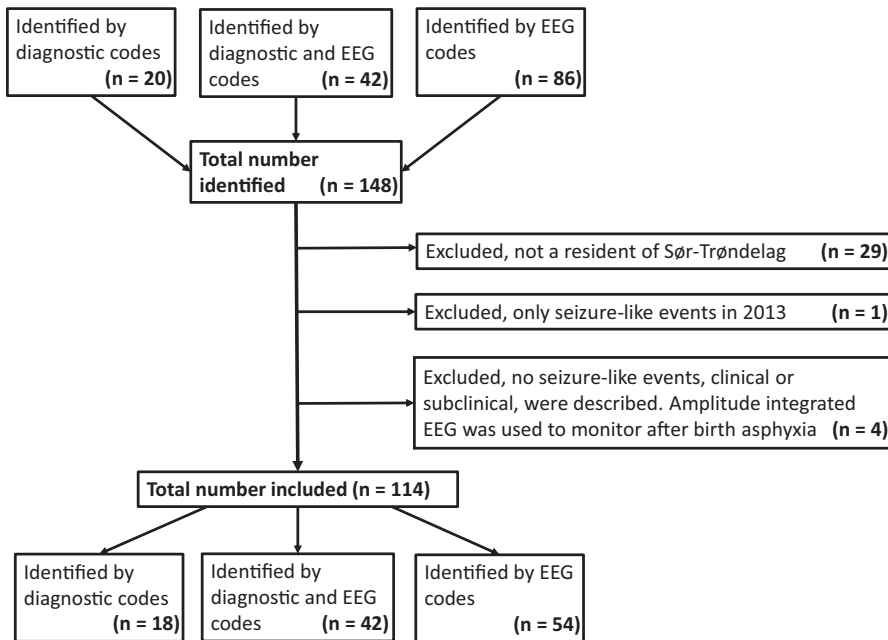 Identified by
diagnostic codes
(n = 20)
Identified by
diagnostic and EEG
codes (n = 42)
Identified by EEG
codes
(n = 86)
Total number
identified (n = 148)
Excluded, not a resident of Sør-Trøndelag (n = 29)
Excluded, only seizure-like events in 2013 (n = 1)
Excluded, no seizure-like events, clinical or
subclinical, were described. Amplitude integrated
EEG was used to monitor after birth asphyxia (n = 4)
Total number included (n = 114)
Identified by
diagnostic codes
(n = 18)
Identified by
diagnostic and EEG
codes (n = 42)
Identified by EEG
codes
(n = 54)